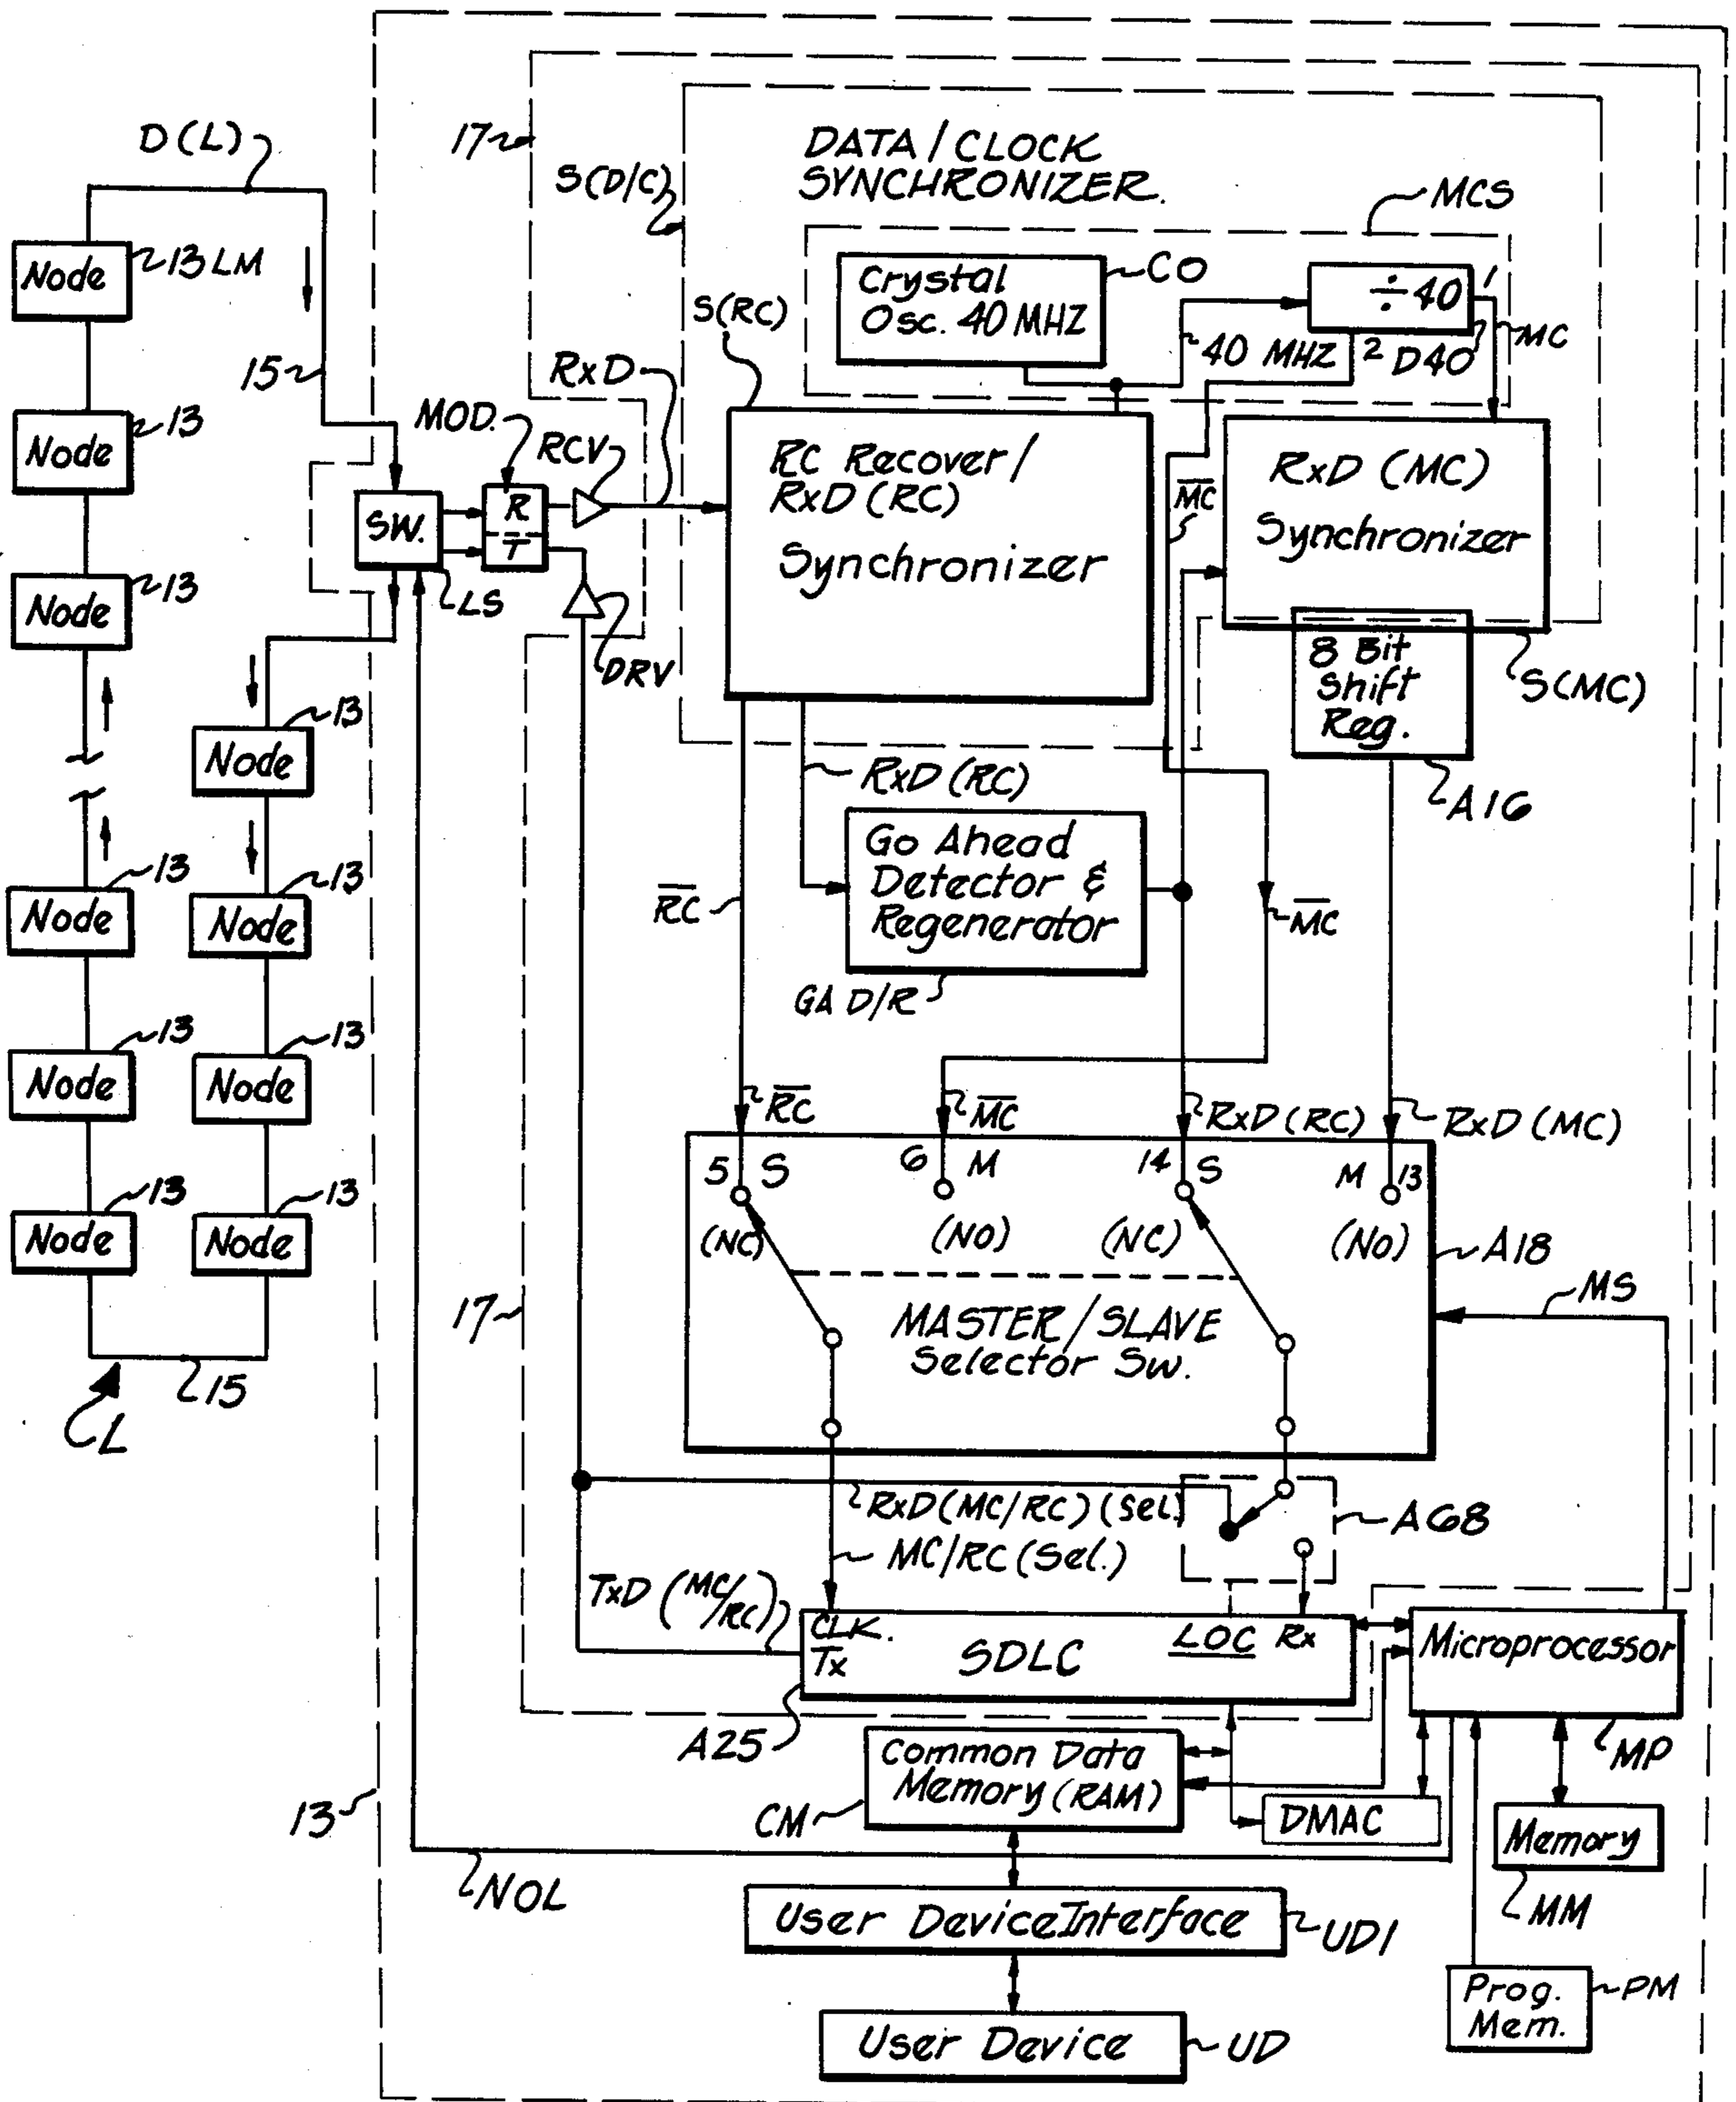 D(L)
17
S(D/C)
DATA/CLOCK
SYNCHRONIZER.
MCS
Node
13LM
15
Crystal
Osc. 40 MHZ
CO
÷ 40
1
2
D40
40 MHZ
MC
S(RC)
RxD
MOD.
RCV
Node
13
SW.
LS
R
T
DRV
RC Recover/
RxD (RC)
Synchronizer
M̅C̅
RxD (MC)
Synchronizer
8 Bit
Shift
Reg.
S(MC)
A16
Node
13
Node
13
RxD (RC)
Go Ahead
Detector &
Regenerator
GA D/R
R̅C̅
M̅C̅
Node
13
Node
13
Node
13
Node
13
Node
13
Node
13
15
L
R̅C̅
M̅C̅
RxD (RC)
RxD (MC)
5 S
6 M
14 S
M 13
(NC)
(NO)
(NC)
(NO)
A18
MASTER/SLAVE
Selector Sw.
MS
17
RxD (MC/RC) (Sel.)
A68
MC/RC (Sel.)
TxD (MC/RC)
CLK.
Tx
SDLC
LOC
Rx
A25
Microprocessor
MP
Common Data
Memory (RAM)
CM
DMAC
Memory
MM
13
NOL
User Device Interface
UDI
Prog.
Mem.
PM
User Device
UD